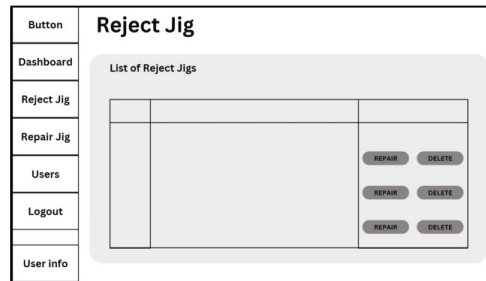 Button
Dashboard
Reject Jig
Repair Jig
Users
Logout
User info
Reject Jig
List of Reject Jigs
REPAIR DELETE
REPAIR DELETE
REPAIR DELETE